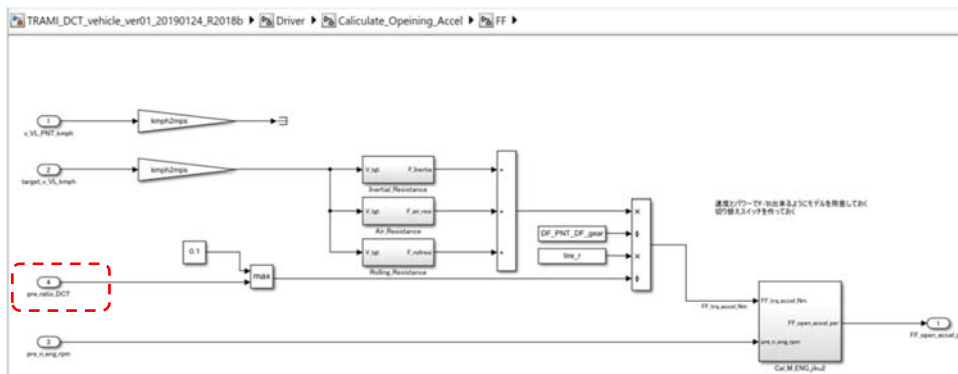 TRAMI_DCT_vehicle_ver01_20190124_R2018b ▶ Driver ▶ Caliculate_Opeining_Accel ▶ FF ▶
1
kmph2mps
v_VL_PNT_kmph
2
kmph2mps
target_v_VL_kmph
V_tgt
F_Inertia
Inertial_Resistance
V_tgt
F_air_resi
Air_Resistance
V_tgt
F_rollresi
Rolling_Resistance
+
+
+
速度とパワーでF/B出来るようにモデルを用意しておく
切り替えスイッチを作っておく
DF_PNT_DF_gear
tire_r
×
÷
×
÷
0.1
max
4
pre_ratio_DCT
FF_trq_accel_Nm
FF_trq_accel_Nm
FF_open_accel_per
pre_n_eng_rpm
Cal_M_ENG_jiku2
1
FF_open_accel_p
3
pre_n_eng_rpm